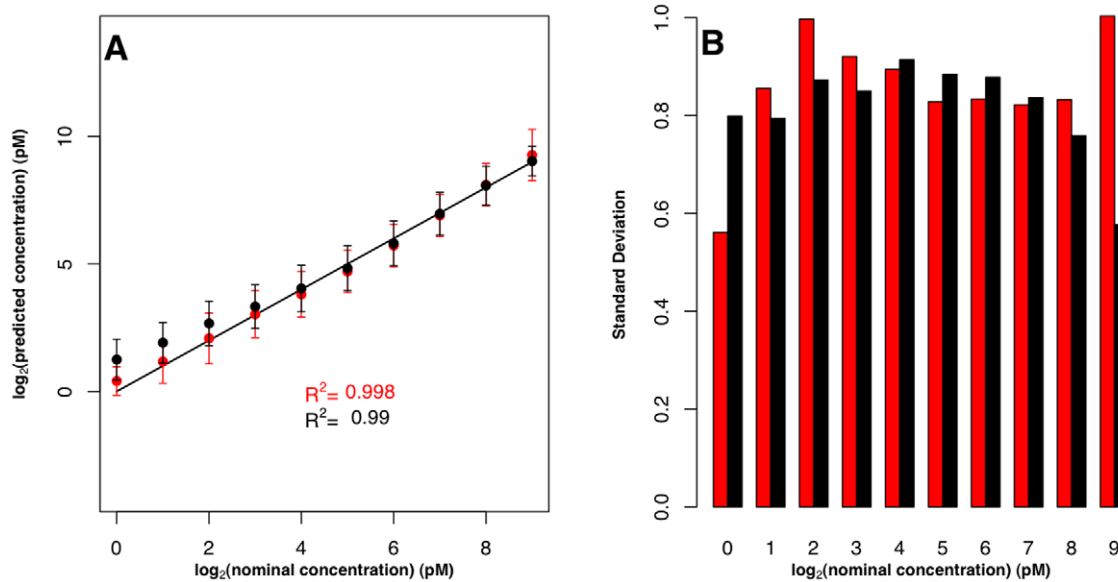 A
log₂(predicted concentration) (pM)
10
5
0
R²= 0.998
R²= 0.99
0 2 4 6 8
log₂(nominal concentration) (pM)
B
Standard Deviation
1.0
0.8
0.6
0.4
0.2
0.0
0 1 2 3 4 5 6 7 8 9
log₂(nominal concentration) (pM)